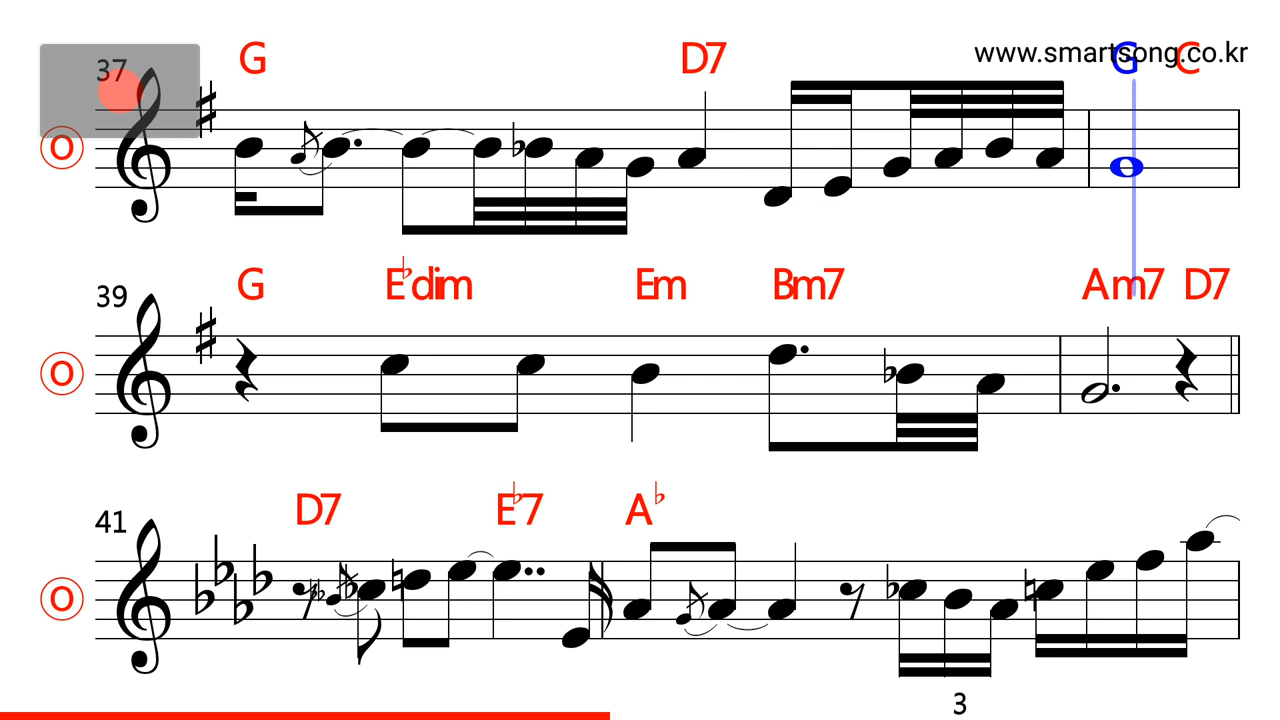 www.smartsong.co.kr
37 G D7 G C
O
39 G E♭dim Em Bm7 Am7 D7
O
41 D7 E♭7 A♭
O
3